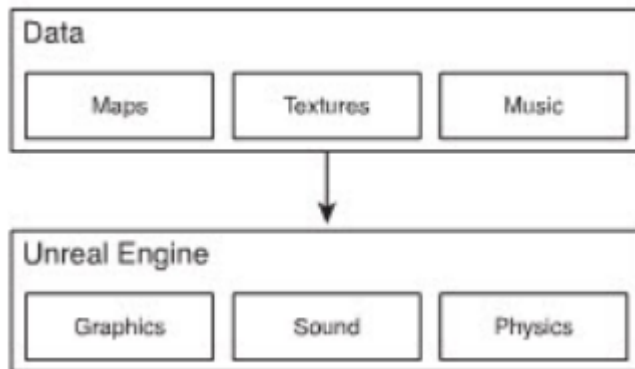 Data
Maps Textures Music
Unreal Engine
Graphics Sound Physics